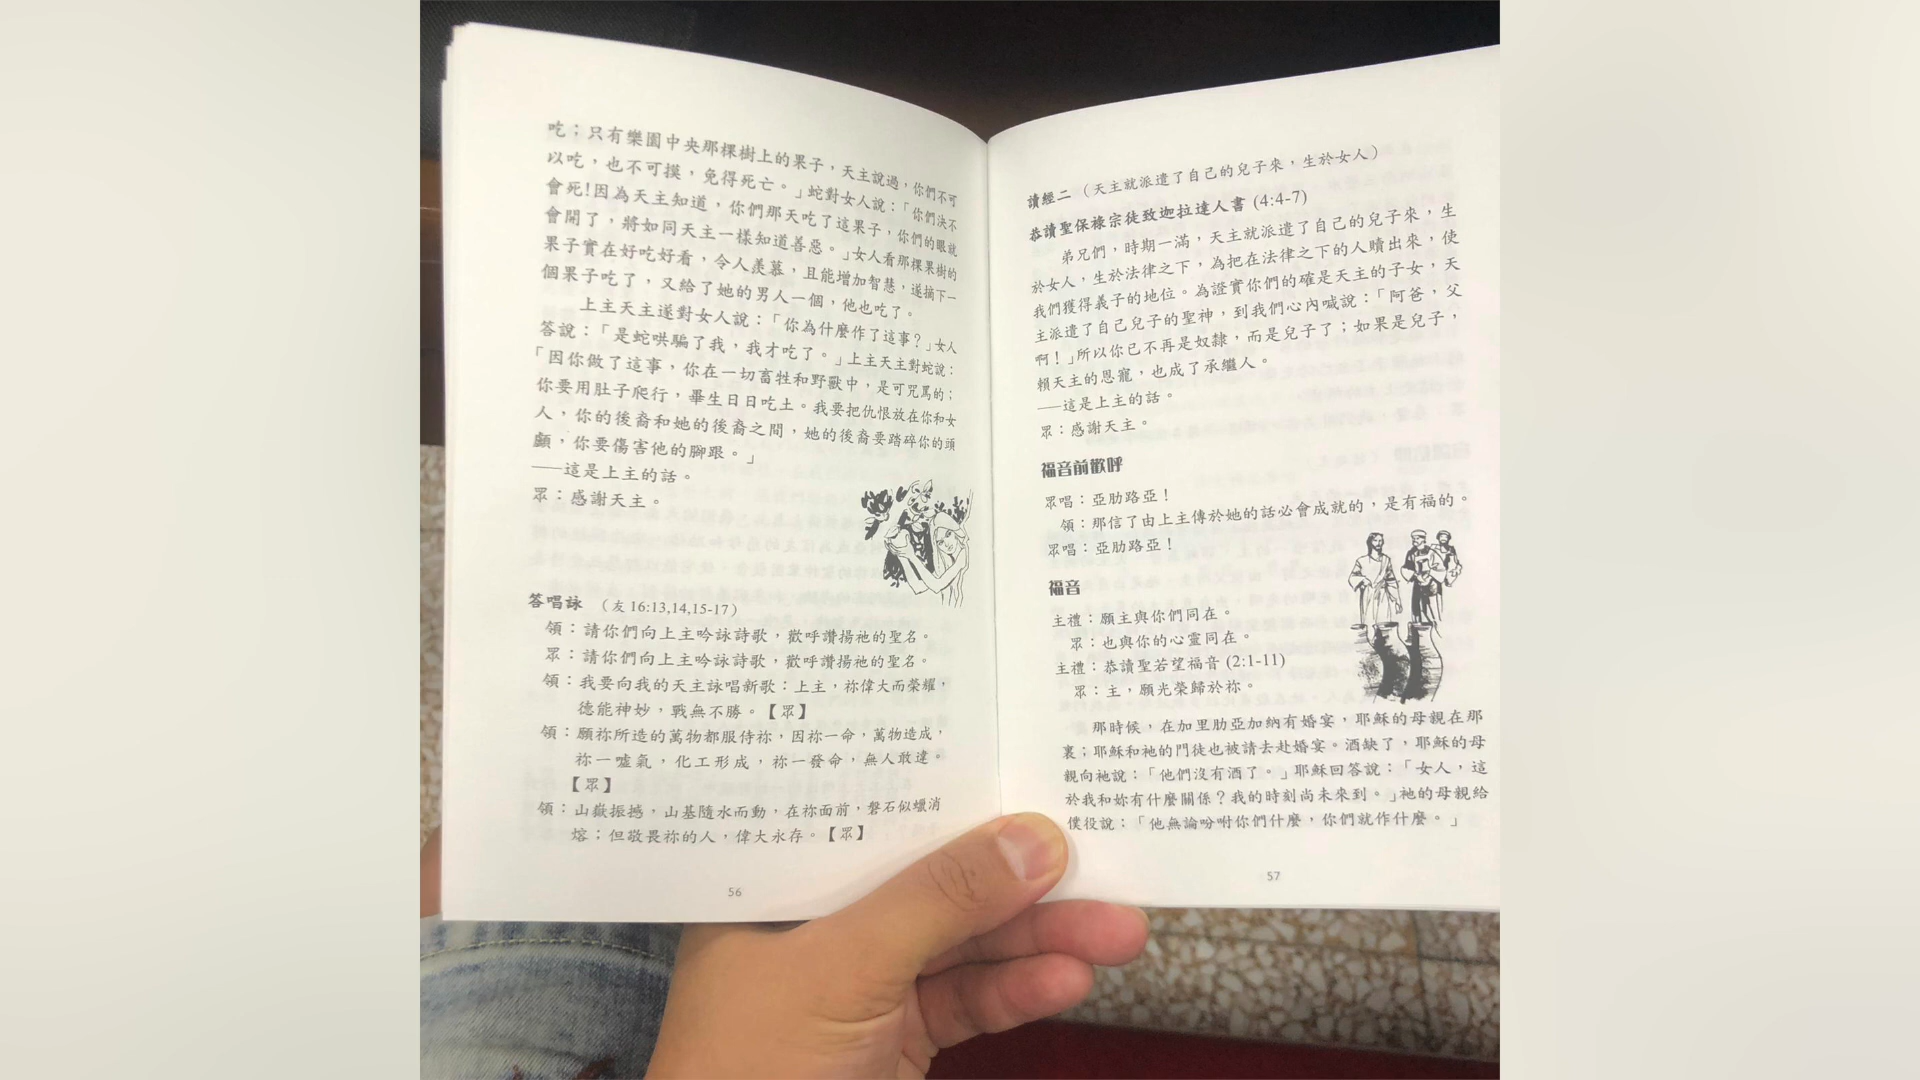 吃；只有樂園中央那棵樹上的果子，天主說過，你們不可
以吃，也不可摸，免得死亡。」蛇對女人說：「你們決不
會死!因為天主知道，你們那天吃了這果子，你們的眼就
會開了，將如同天主一樣知道善惡。」女人看那棵果樹的
果子實在好吃好看，令人羨慕，且能增加智慧，遂摘下一
個果子吃了，又給了她的男人一個，他也吃了。
上主天主遂對女人說：「你為什麼作了這事？」女人
答說：「是蛇哄騙了我，我才吃了。」上主天主對蛇說：
「因你做了這事，你在一切畜牲和野獸中，是可咒罵的；
你要用肚子爬行，畢生日日吃土。我要把仇恨放在你和女
人，你的後裔和她的後裔之間，她的後裔要踏碎你的頭
顱，你要傷害他的腳跟。」
──這是上主的話。
眾：感謝天主。
答唱詠 （友 16:13,14,15-17）
領：請你們向上主吟詠詩歌，歡呼讚揚祂的聖名。
眾：請你們向上主吟詠詩歌，歡呼讚揚祂的聖名。
領：我要向我的天主詠唱新歌：上主，祢偉大而榮耀，
德能神妙，戰無不勝。【眾】
領：願祢所造的萬物都服侍祢，因祢一命，萬物造成，
祢一噓氣，化工形成，祢一發命，無人敢違。
【眾】
領：山嶽振撼，山基隨水而動，在祢面前，磐石似蠟消
熔；但敬畏祢的人，偉大永存。【眾】
56
讀經二 （天主就派遣了自己的兒子來，生於女人）
恭讀聖保祿宗徒致迦拉達人書 (4:4-7)
弟兄們，時期一滿，天主就派遣了自己的兒子來，生
於女人，生於法律之下，為把在法律之下的人贖出來，使
我們獲得義子的地位。為證實你們的確是天主的子女，天
主派遣了自己兒子的聖神，到我們心內喊說：「阿爸，父
啊！」所以你已不再是奴隸，而是兒子了；如果是兒子，
賴天主的恩寵，也成了承繼人。
──這是上主的話。
眾：感謝天主。
福音前歡呼
眾唱：亞肋路亞！
領：那信了由上主傳於她的話必會成就的，是有福的。
眾唱：亞肋路亞！
福音
主禮：願主與你們同在。
眾：也與你的心靈同在。
主禮：恭讀聖若望福音 (2:1-11)
眾：主，願光榮歸於祢。
那時候，在加里肋亞加納有婚宴，耶穌的母親在那
裏；耶穌和祂的門徒也被請去赴婚宴。酒缺了，耶穌的母
親向祂說：「他們沒有酒了。」耶穌回答說：「女人，這
於我和妳有什麼關係？我的時刻尚未來到。」祂的母親給
僕役說：「他無論吩咐你們什麼，你們就作什麼。」
57